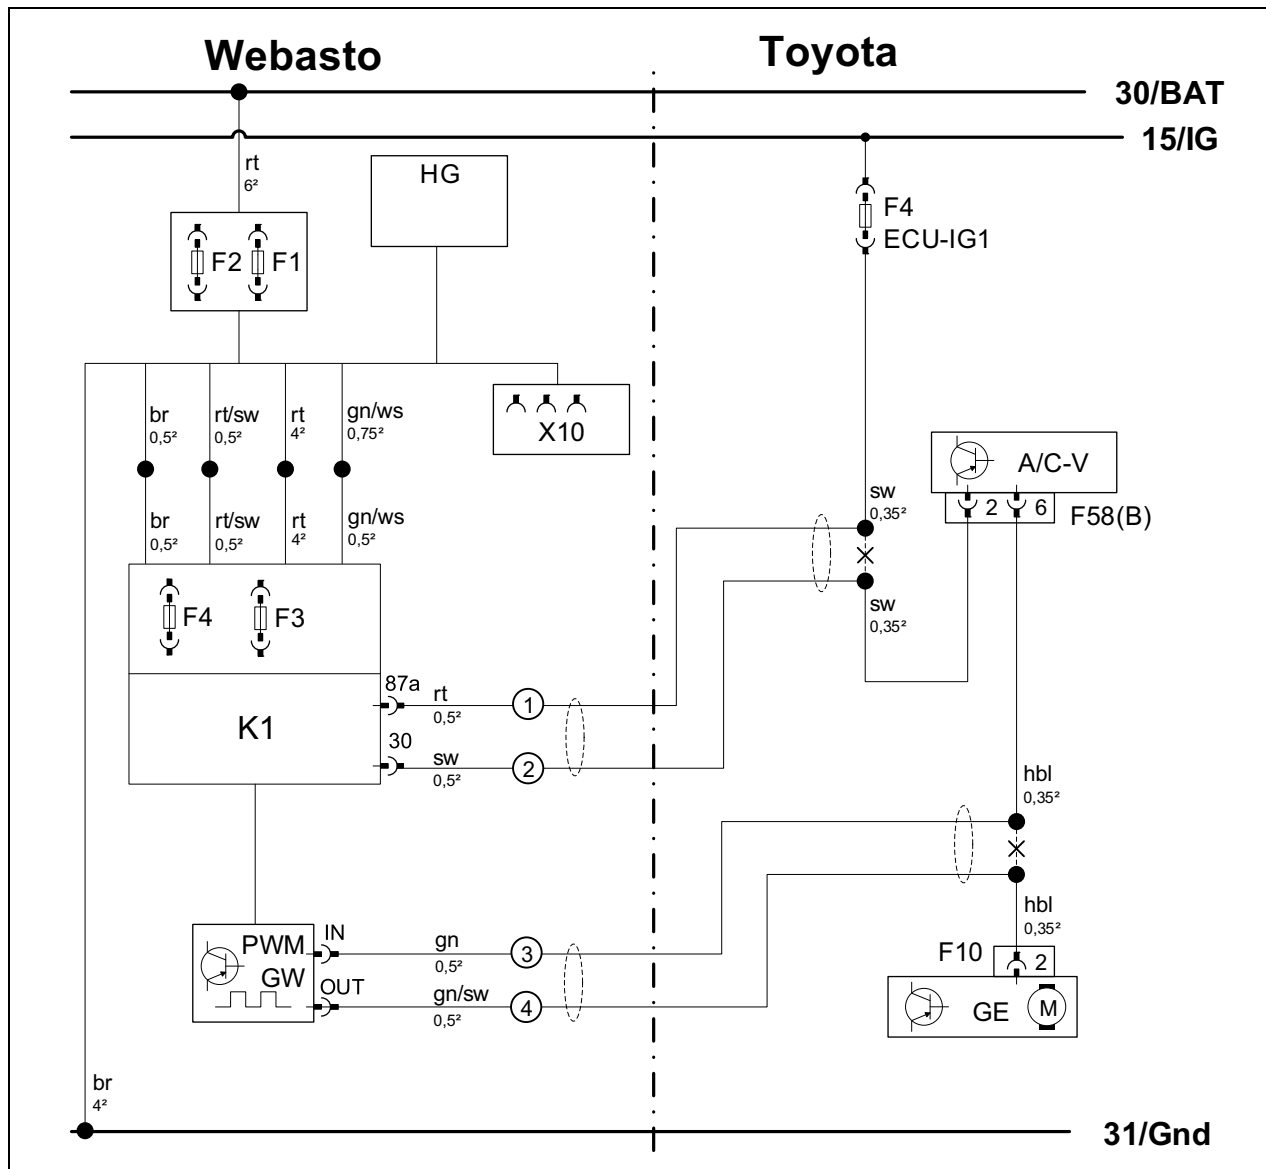 Webasto
Toyota
30/BAT
15/IG
rt
6²
HG
F4
ECU-IG1
F2
F1
br
0,5²
rt/sw
0,5²
rt
4²
gn/ws
0,75²
X10
A/C-V
2
6
F58(B)
sw
0,35²
br
0,5²
rt/sw
0,5²
rt
4²
gn/ws
0,5²
F4
F3
sw
0,35²
87a
rt
0,5²
1
K1
30
sw
0,5²
2
hbl
0,35²
hbl
0,35²
PWM
GW
IN
gn
0,5²
3
OUT
gn/sw
0,5²
4
F10
2
GE
M
br
4²
31/Gnd